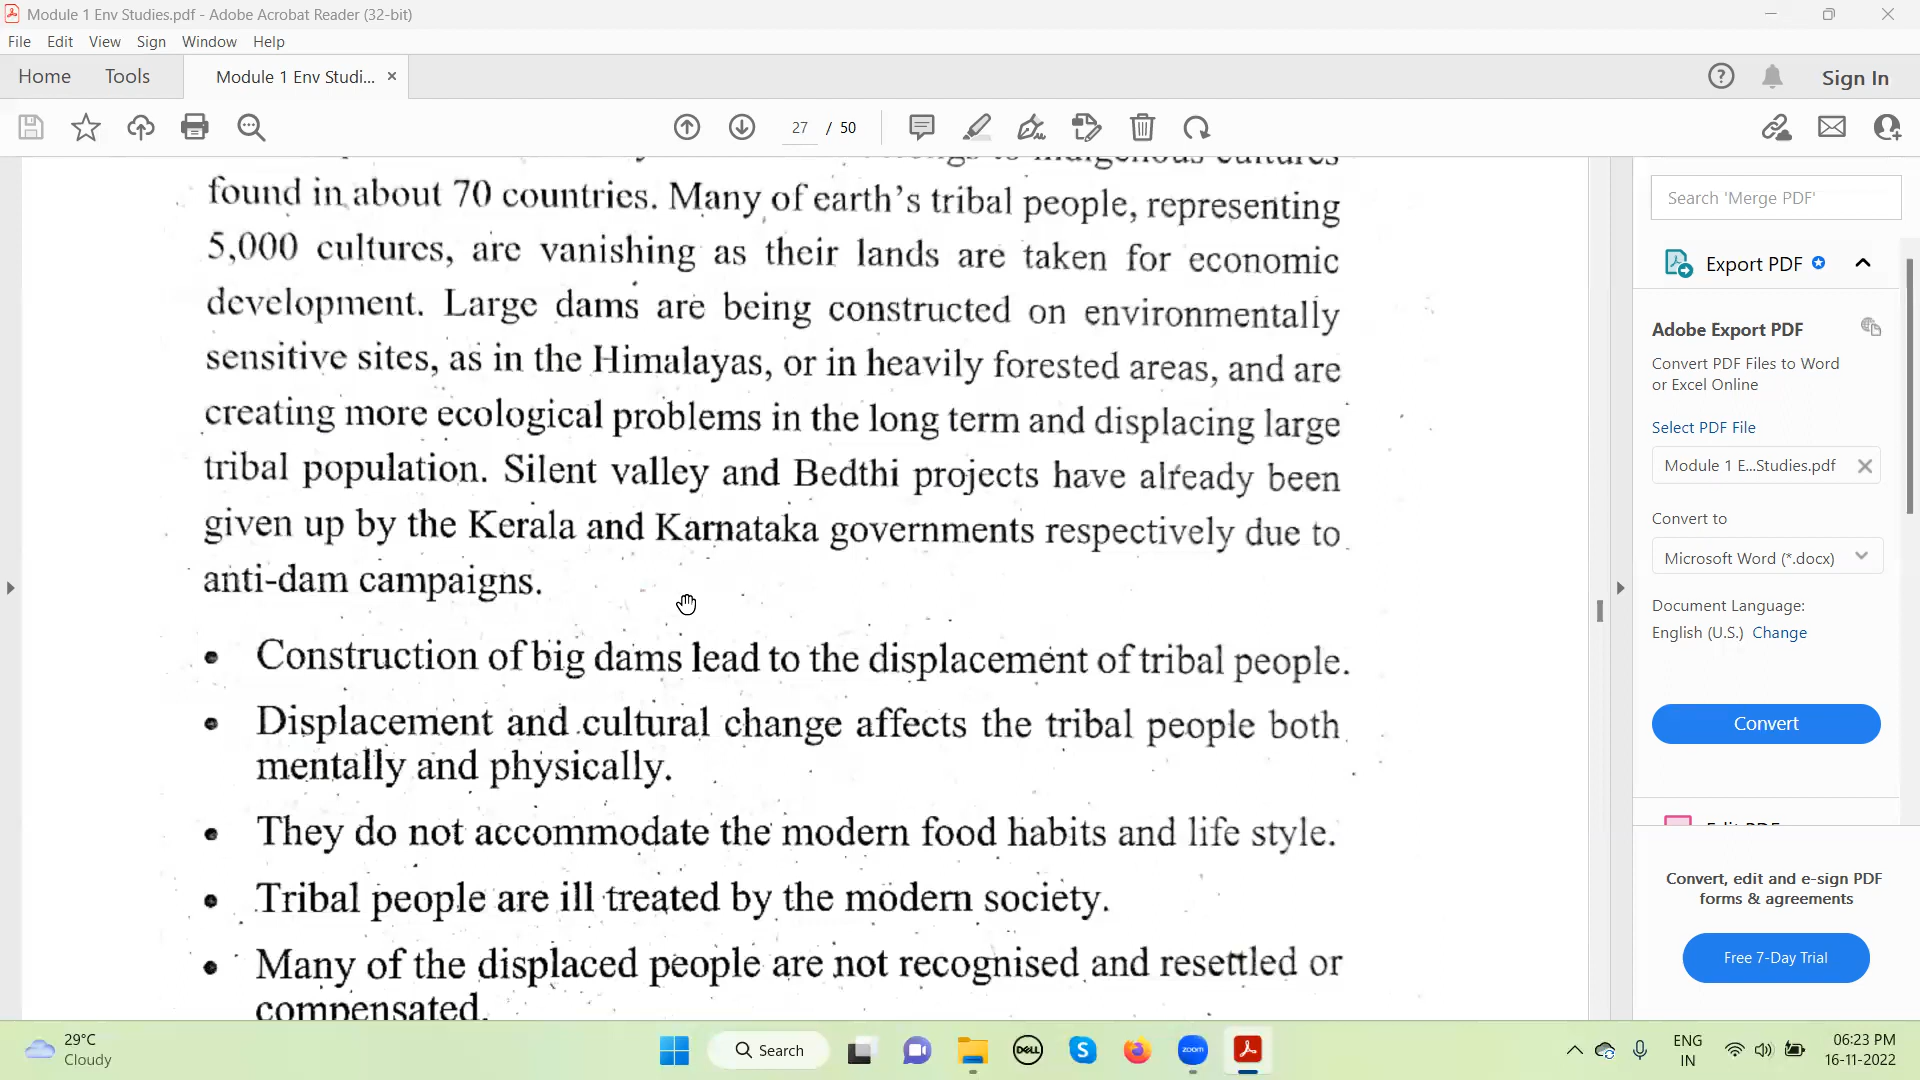 Module 1 Env Studies.pdf - Adobe Acrobat Reader (32-bit)
File Edit View Sign Window Help
Home Tools Module 1 Env Studi... × Sign In
27 / 50
indigenous cultures
found in about 70 countries. Many of earth's tribal people, representing
5,000 cultures, are vanishing as their lands are taken for economic
development. Large dams are being constructed on environmentally
sensitive sites, as in the Himalayas, or in heavily forested areas, and are
creating more ecological problems in the long term and displacing large
tribal population. Silent valley and Bedthi projects have already been
given up by the Kerala and Karnataka governments respectively due to
anti-dam campaigns.
• Construction of big dams lead to the displacement of tribal people.
• Displacement and cultural change affects the tribal people both
mentally and physically.
• They do not accommodate the modern food habits and life style.
• Tribal people are ill treated by the modern society.
• Many of the displaced people are not recognised and resettled or
compensated.
Search 'Merge PDF'
Export PDF
Adobe Export PDF
Convert PDF Files to Word
or Excel Online
Select PDF File
Module 1 E...Studies.pdf
Convert to
Microsoft Word (*.docx)
Document Language:
English (U.S.) Change
Convert
Edit PDF
Convert, edit and e-sign PDF
forms & agreements
Free 7-Day Trial
29°C
Cloudy
Search
DELL
zoom
ENG
IN
06:23 PM
16-11-2022